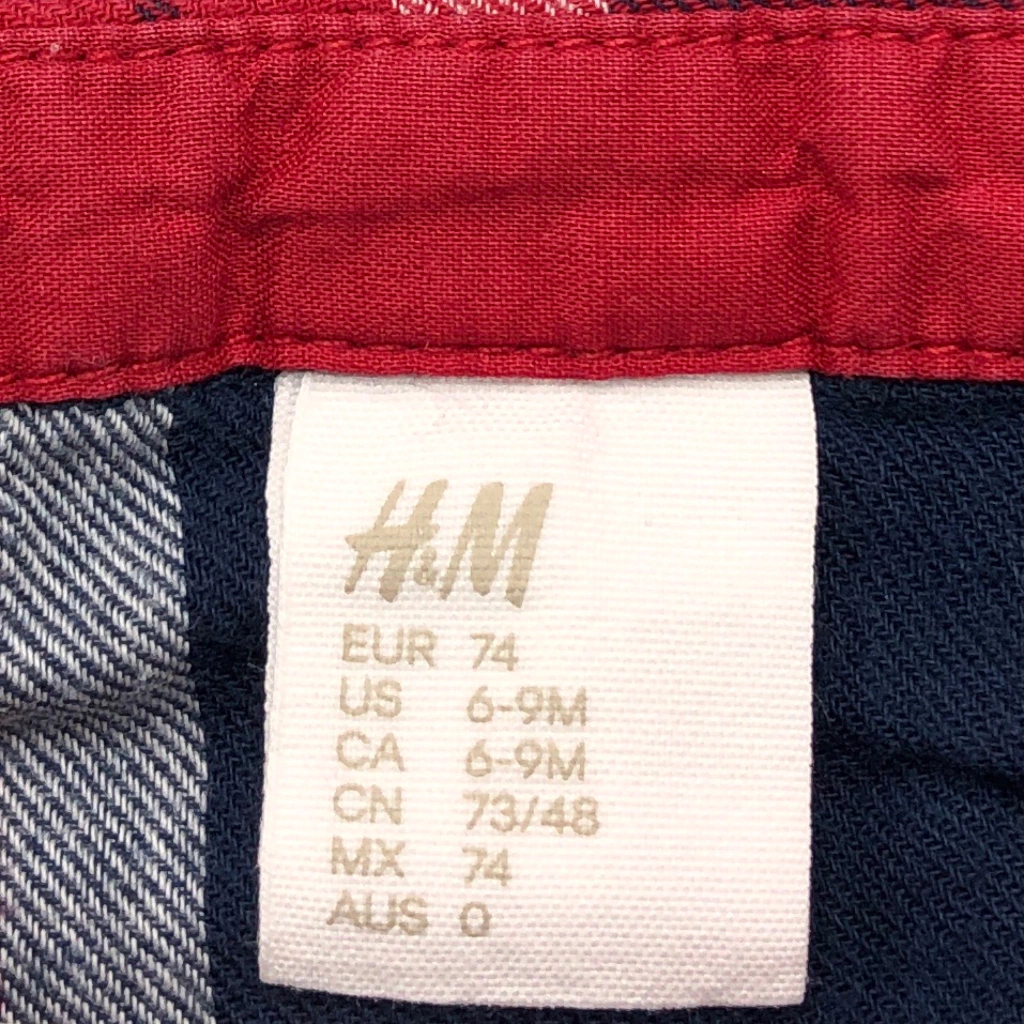 H&M
EUR 74
US 6-9M
CA 6-9M
CN 73/48
MX 74
AUS 0